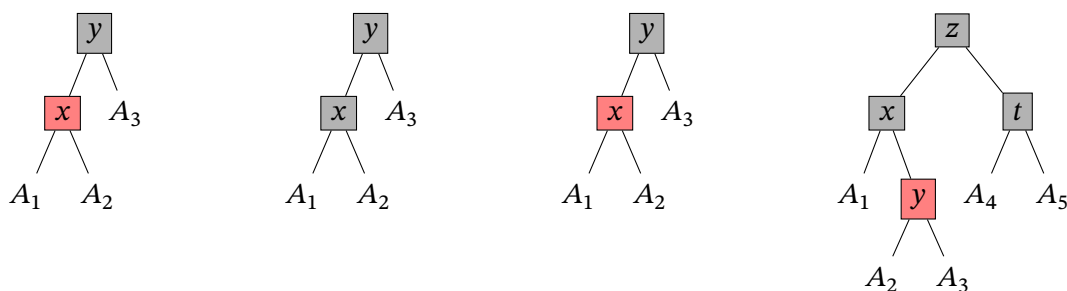 y y y z
x A₃ x A₃ x A₃ x t
A₁ A₂ A₁ A₂ A₁ A₂ A₁ y A₄ A₅
A₂ A₃